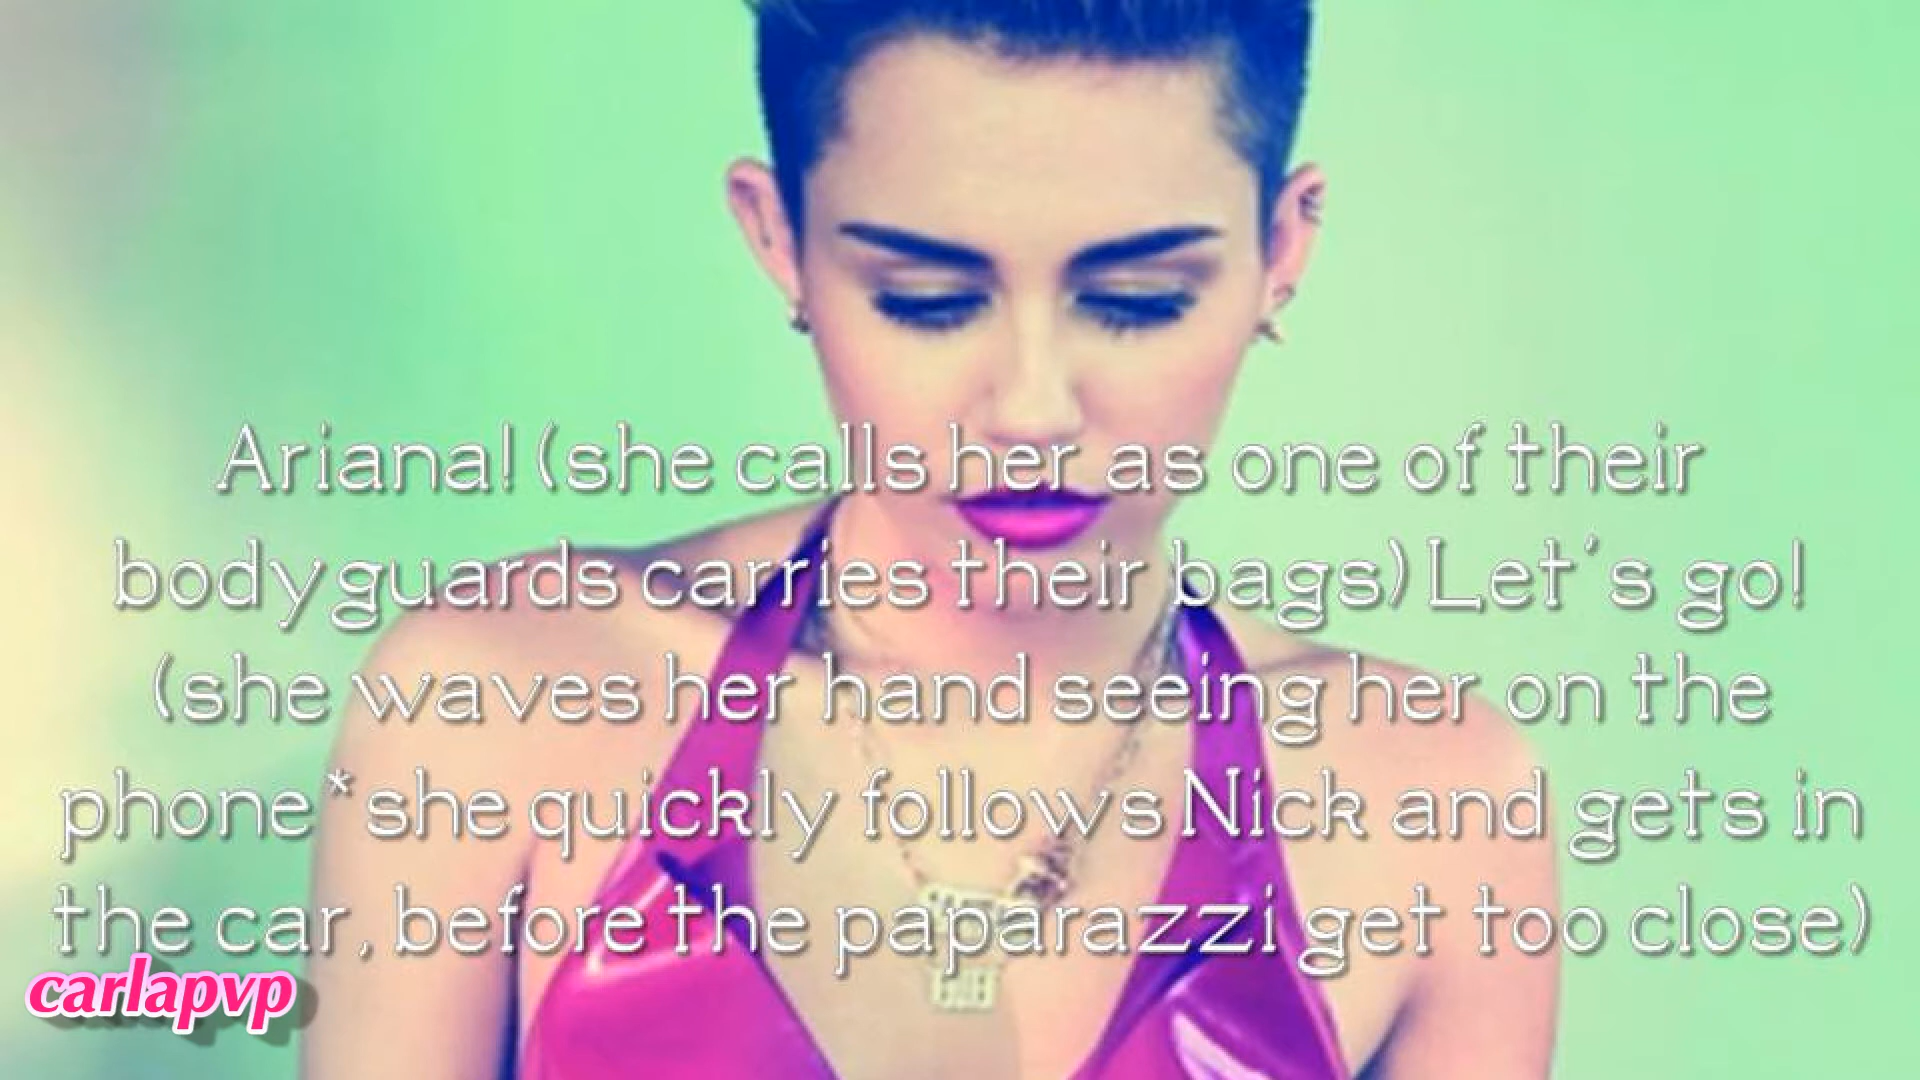 Ariana! (she calls her as one of their
bodyguards carries their bags) Let's go!
(she waves her hand seeing her on the
phone*she quickly follows Nick and gets in
the car, before the paparazzi get too close)
carlapvp